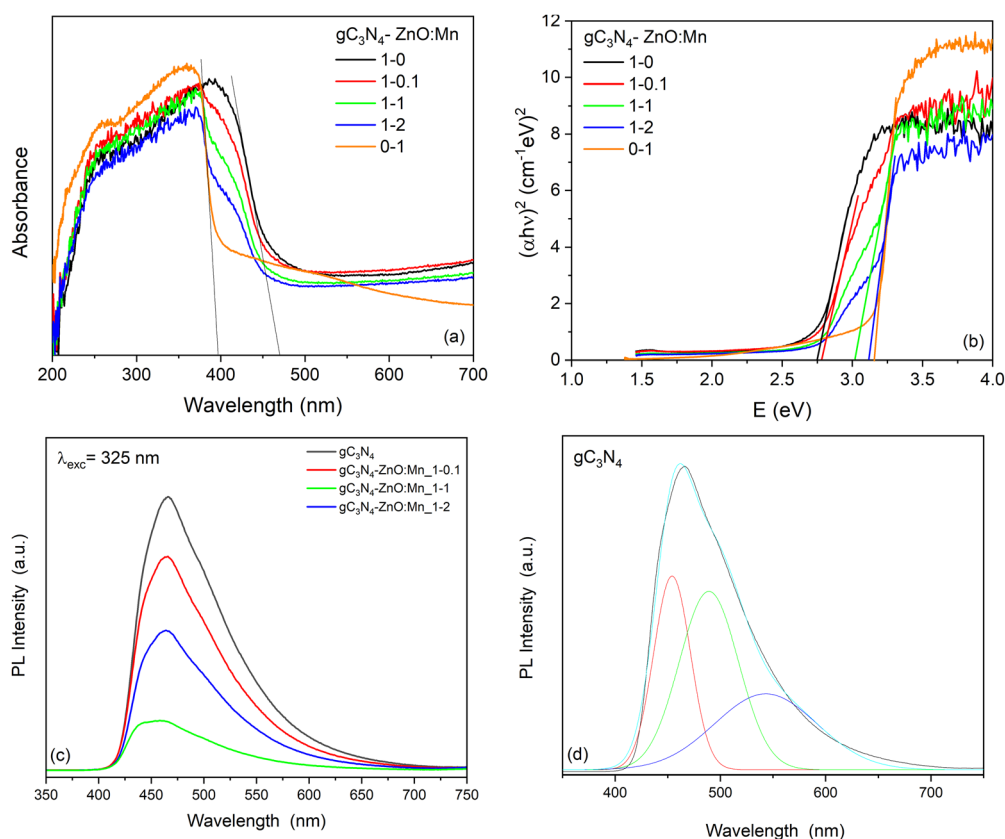 gC₃N₄- ZnO:Mn
1-0
1-0.1
1-1
1-2
0-1
Absorbance
(a)
200 300 400 500 600 700
Wavelength (nm)
gC₃N₄- ZnO:Mn
1-0
1-0.1
1-1
1-2
0-1
(αhν)² (cm⁻¹eV)²
12
10
8
6
4
2
0
(b)
1.0 1.5 2.0 2.5 3.0 3.5 4.0
E (eV)
λexc= 325 nm
gC₃N₄
gC₃N₄-ZnO:Mn_1-0.1
gC₃N₄-ZnO:Mn_1-1
gC₃N₄-ZnO:Mn_1-2
PL Intensity (a.u.)
(c)
350 400 450 500 550 600 650 700 750
Wavelength (nm)
gC₃N₄
PL Intensity (a.u.)
(d)
400 500 600 700
Wavelength (nm)